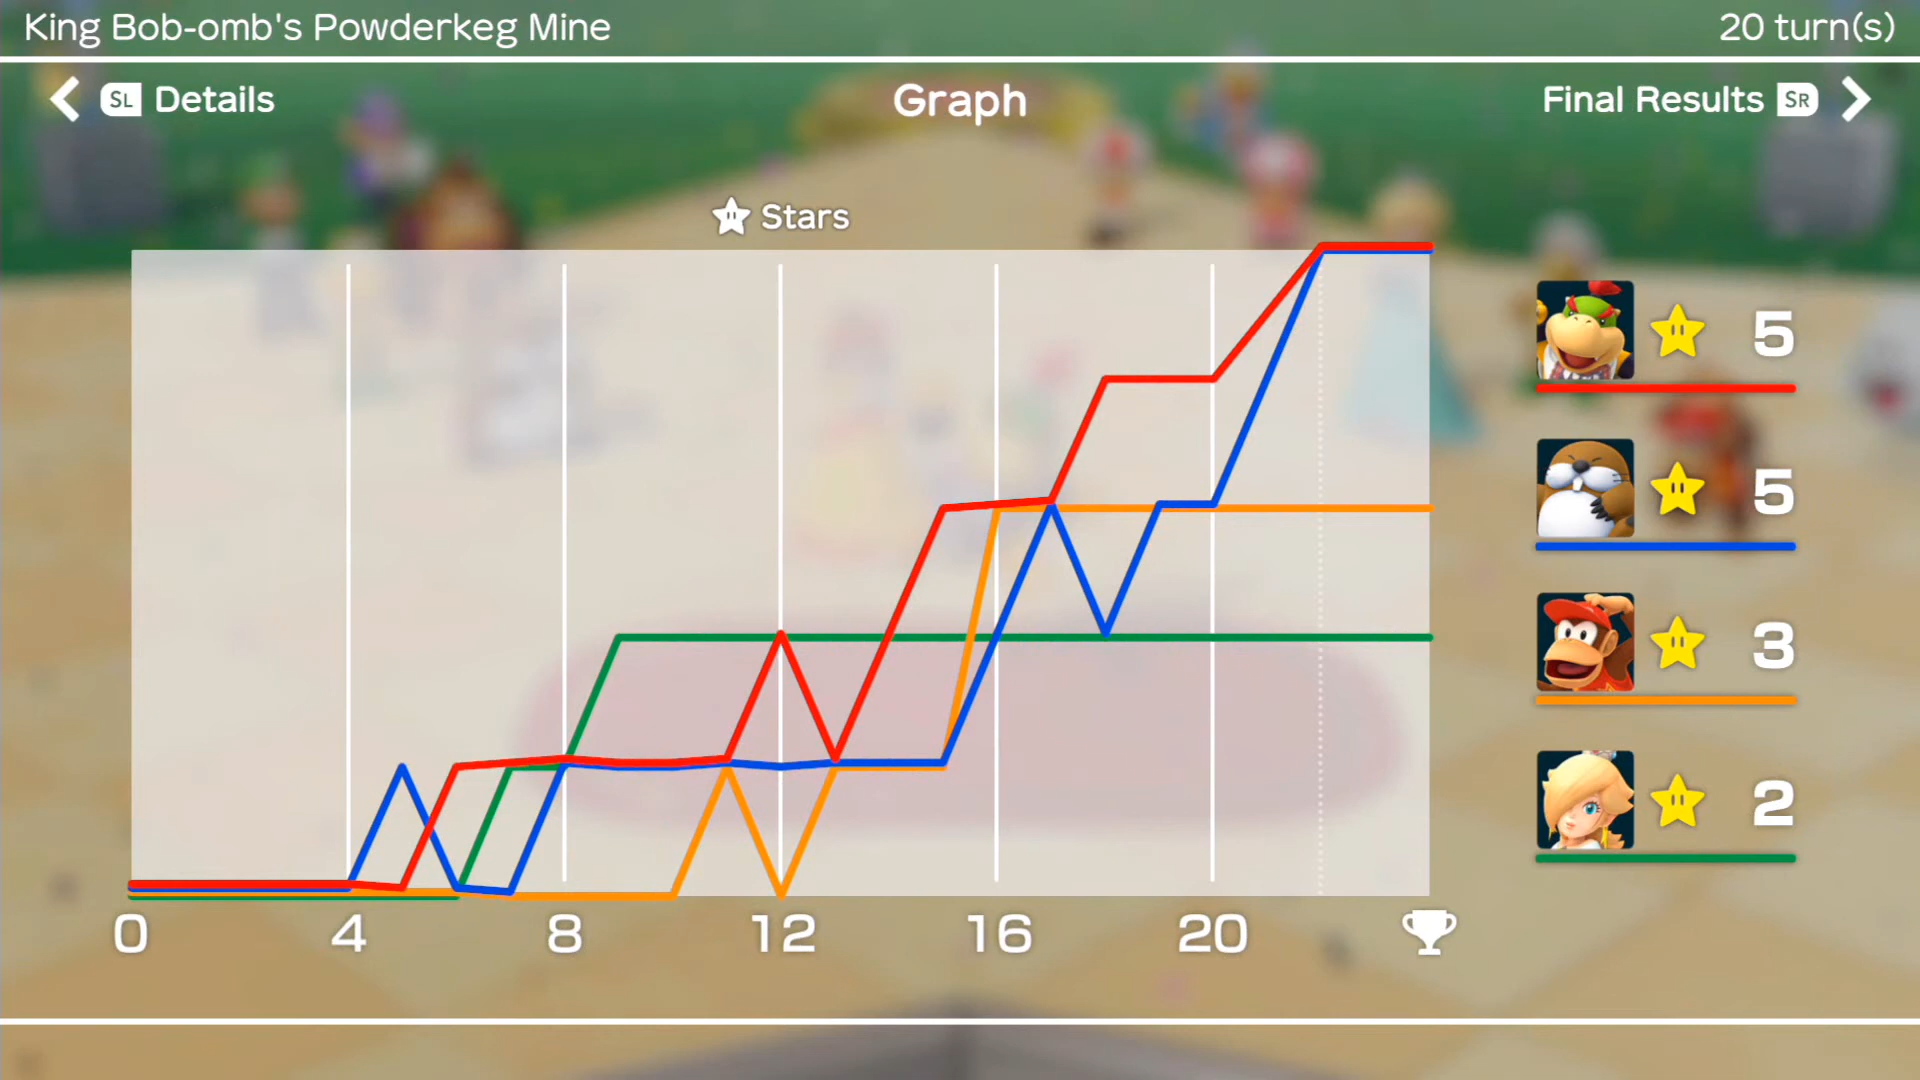 King Bob-omb's Powderkeg Mine
20 turn(s)
SL Details
Graph
Final Results SR
Stars
5
5
3
2
0 4 8 12 16 20